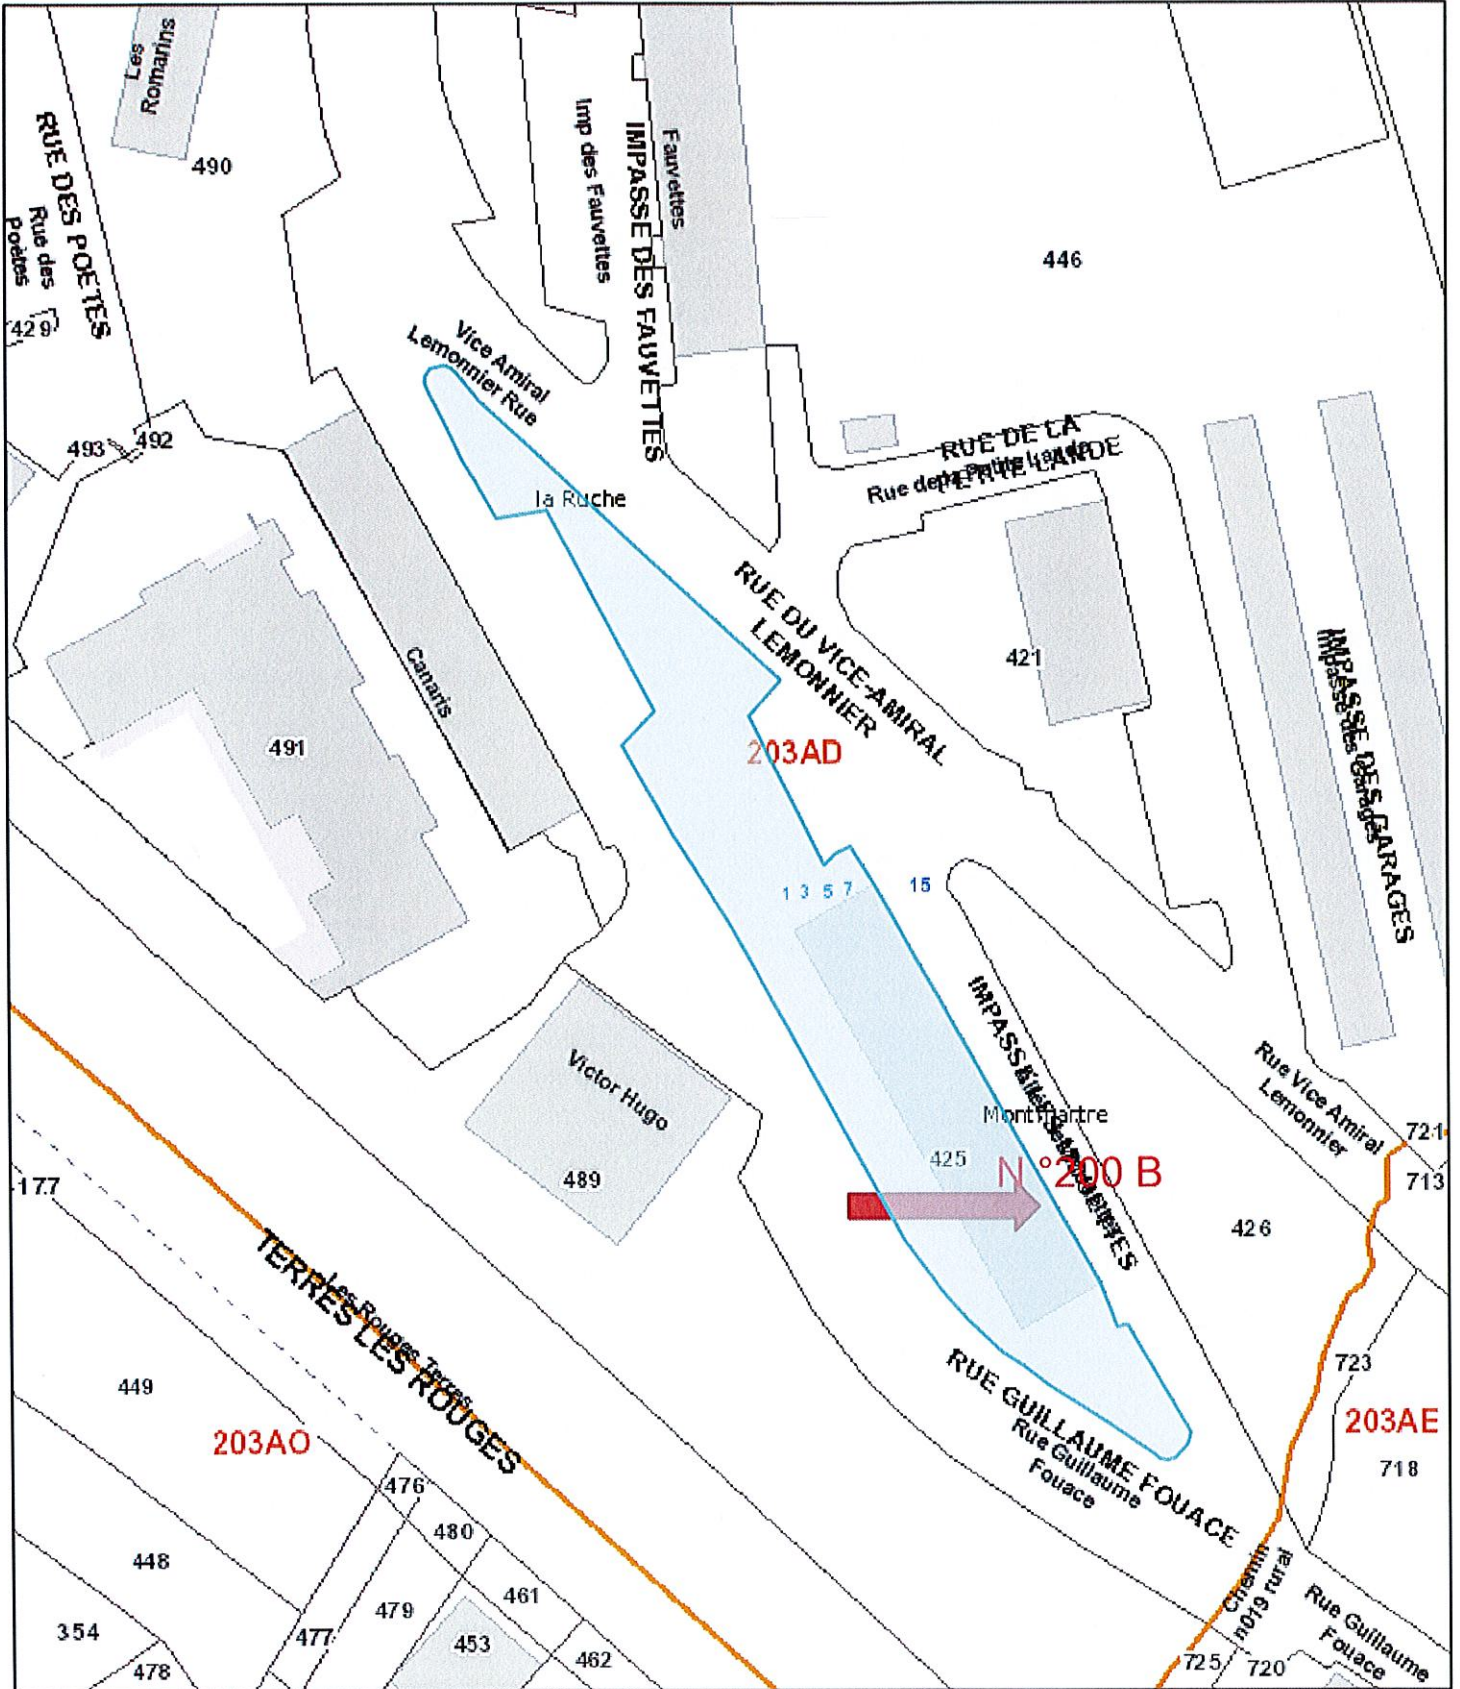 Les
Romarins
490
RUE DES POETES
Rue des
Poètes
429
Imp des Fauvettes
IMPASSE DES FAUVETTES
Fauvettes
446
Vice Amiral
Lemonnier Rue
493
492
la Ruche
RUE DE LA
PETITE LANDE
Rue de la Petite Lande
RUE DU VICE-AMIRAL
LEMONNIER
421
Canaris
491
203AD
IMPASSE DES GARAGES
Impasse des Garages
1 3 5 7
15
Victor Hugo
489
Montmartre
425
N °200 B
Rue Vice Amiral
Lemonnier
721
713
426
177
TERRES LES ROUGES
Les Rouges Terres
449
203AO
723
203AE
718
RUE GUILLAUME FOUACE
Rue Guillaume
Fouace
476
480
448
461
479
354
477
453
462
478
Chemin
n019 rural
Rue Guillaume
Fouace
725
720